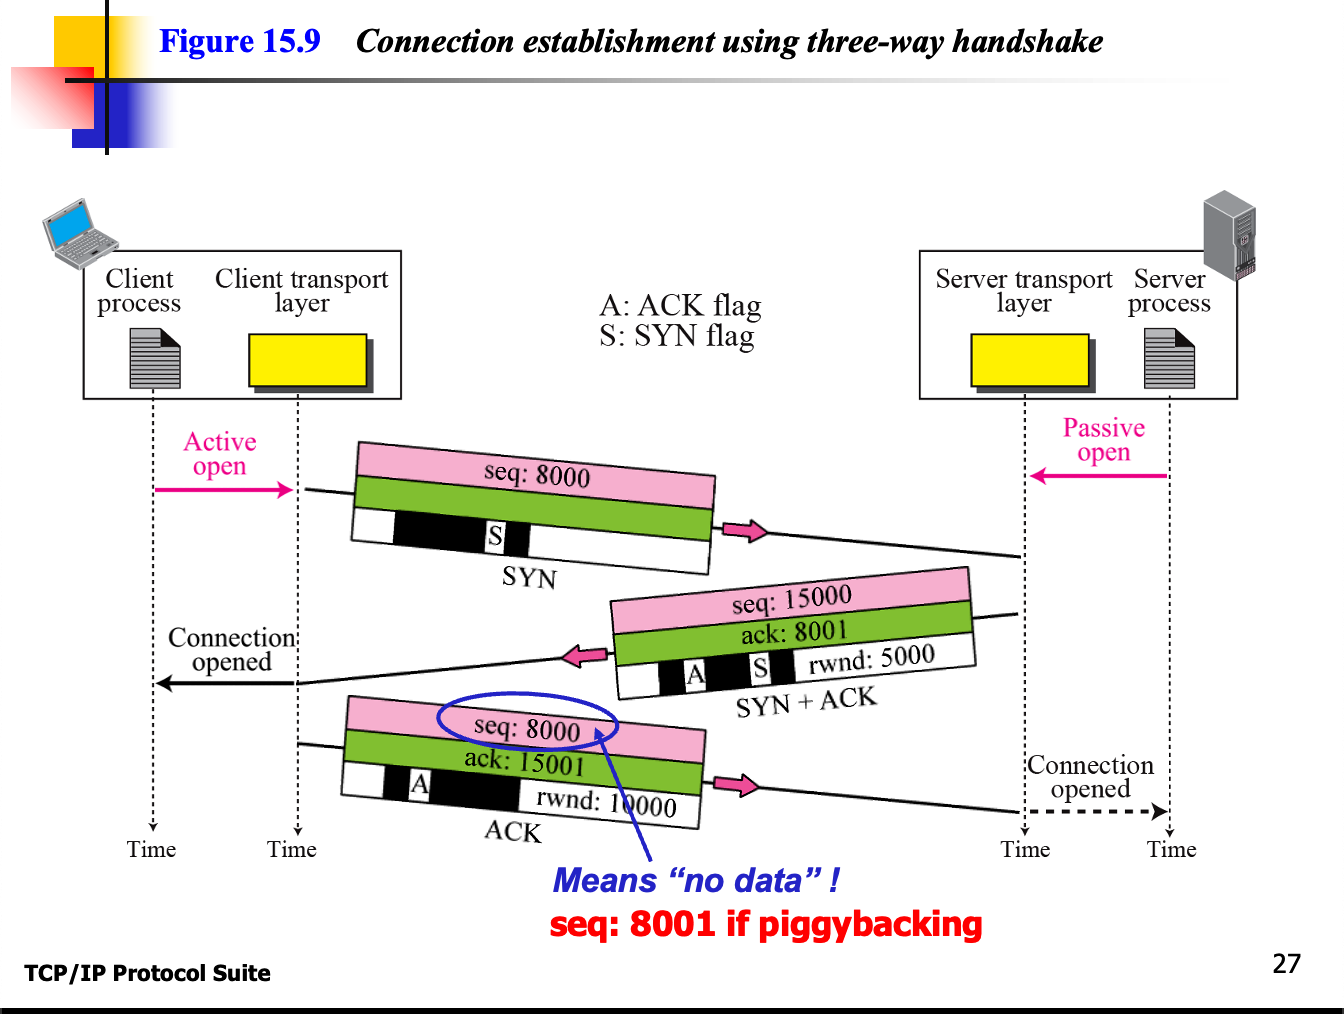 Figure 15.9 Connection establishment using three-way handshake
Client process
Client transport layer
A: ACK flag
S: SYN flag
Server transport layer
Server process
Active open
Passive open
seq: 8000
S
SYN
seq: 15000
ack: 8001
A S rwnd: 5000
SYN + ACK
Connection opened
seq: 8000
ack: 15001
A rwnd: 10000
ACK
Connection opened
Time
Time
Time
Time
Means “no data” !
seq: 8001 if piggybacking
TCP/IP Protocol Suite
27